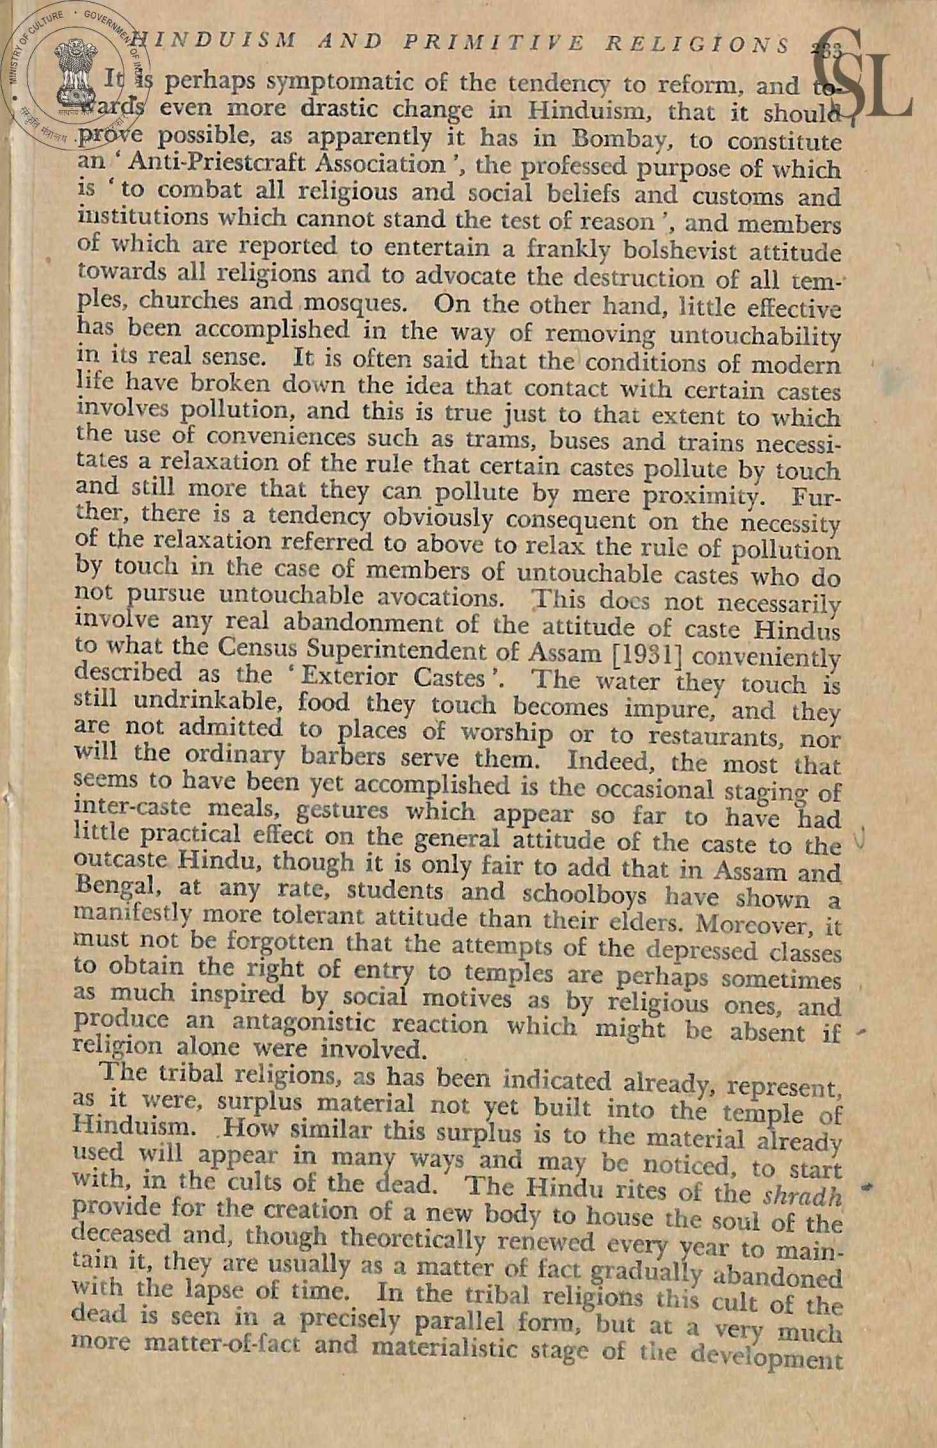 MINISTRY OF CULTURE • GOVERNMENT OF INDIA
CSL
HINDUISM AND PRIMITIVE RELIGIONS 233
It is perhaps symptomatic of the tendency to reform, and to-
wards even more drastic change in Hinduism, that it should
prove possible, as apparently it has in Bombay, to constitute
an ‘ Anti-Priestcraft Association ’, the professed purpose of which
is ‘ to combat all religious and social beliefs and customs and
institutions which cannot stand the test of reason ’, and members
of which are reported to entertain a frankly bolshevist attitude
towards all religions and to advocate the destruction of all tem-
ples, churches and mosques. On the other hand, little effective
has been accomplished in the way of removing untouchability
in its real sense. It is often said that the conditions of modern
life have broken down the idea that contact with certain castes
involves pollution, and this is true just to that extent to which
the use of conveniences such as trams, buses and trains necessi-
tates a relaxation of the rule that certain castes pollute by touch
and still more that they can pollute by mere proximity. Fur-
ther, there is a tendency obviously consequent on the necessity
of the relaxation referred to above to relax the rule of pollution
by touch in the case of members of untouchable castes who do
not pursue untouchable avocations. This does not necessarily
involve any real abandonment of the attitude of caste Hindus
to what the Census Superintendent of Assam [1931] conveniently
described as the ‘ Exterior Castes ’. The water they touch is
still undrinkable, food they touch becomes impure, and they
are not admitted to places of worship or to restaurants, nor
will the ordinary barbers serve them. Indeed, the most that
seems to have been yet accomplished is the occasional staging of
inter-caste meals, gestures which appear so far to have had
little practical effect on the general attitude of the caste to the
outcaste Hindu, though it is only fair to add that in Assam and
Bengal, at any rate, students and schoolboys have shown a
manifestly more tolerant attitude than their elders. Moreover, it
must not be forgotten that the attempts of the depressed classes
to obtain the right of entry to temples are perhaps sometimes
as much inspired by social motives as by religious ones, and
produce an antagonistic reaction which might be absent if
religion alone were involved.
The tribal religions, as has been indicated already, represent,
as it were, surplus material not yet built into the temple of
Hinduism. How similar this surplus is to the material already
used will appear in many ways and may be noticed, to start
with, in the cults of the dead. The Hindu rites of the shradh
provide for the creation of a new body to house the soul of the
deceased and, though theoretically renewed every year to main-
tain it, they are usually as a matter of fact gradually abandoned
with the lapse of time. In the tribal religions this cult of the
dead is seen in a precisely parallel form, but at a very much
more matter-of-fact and materialistic stage of the development